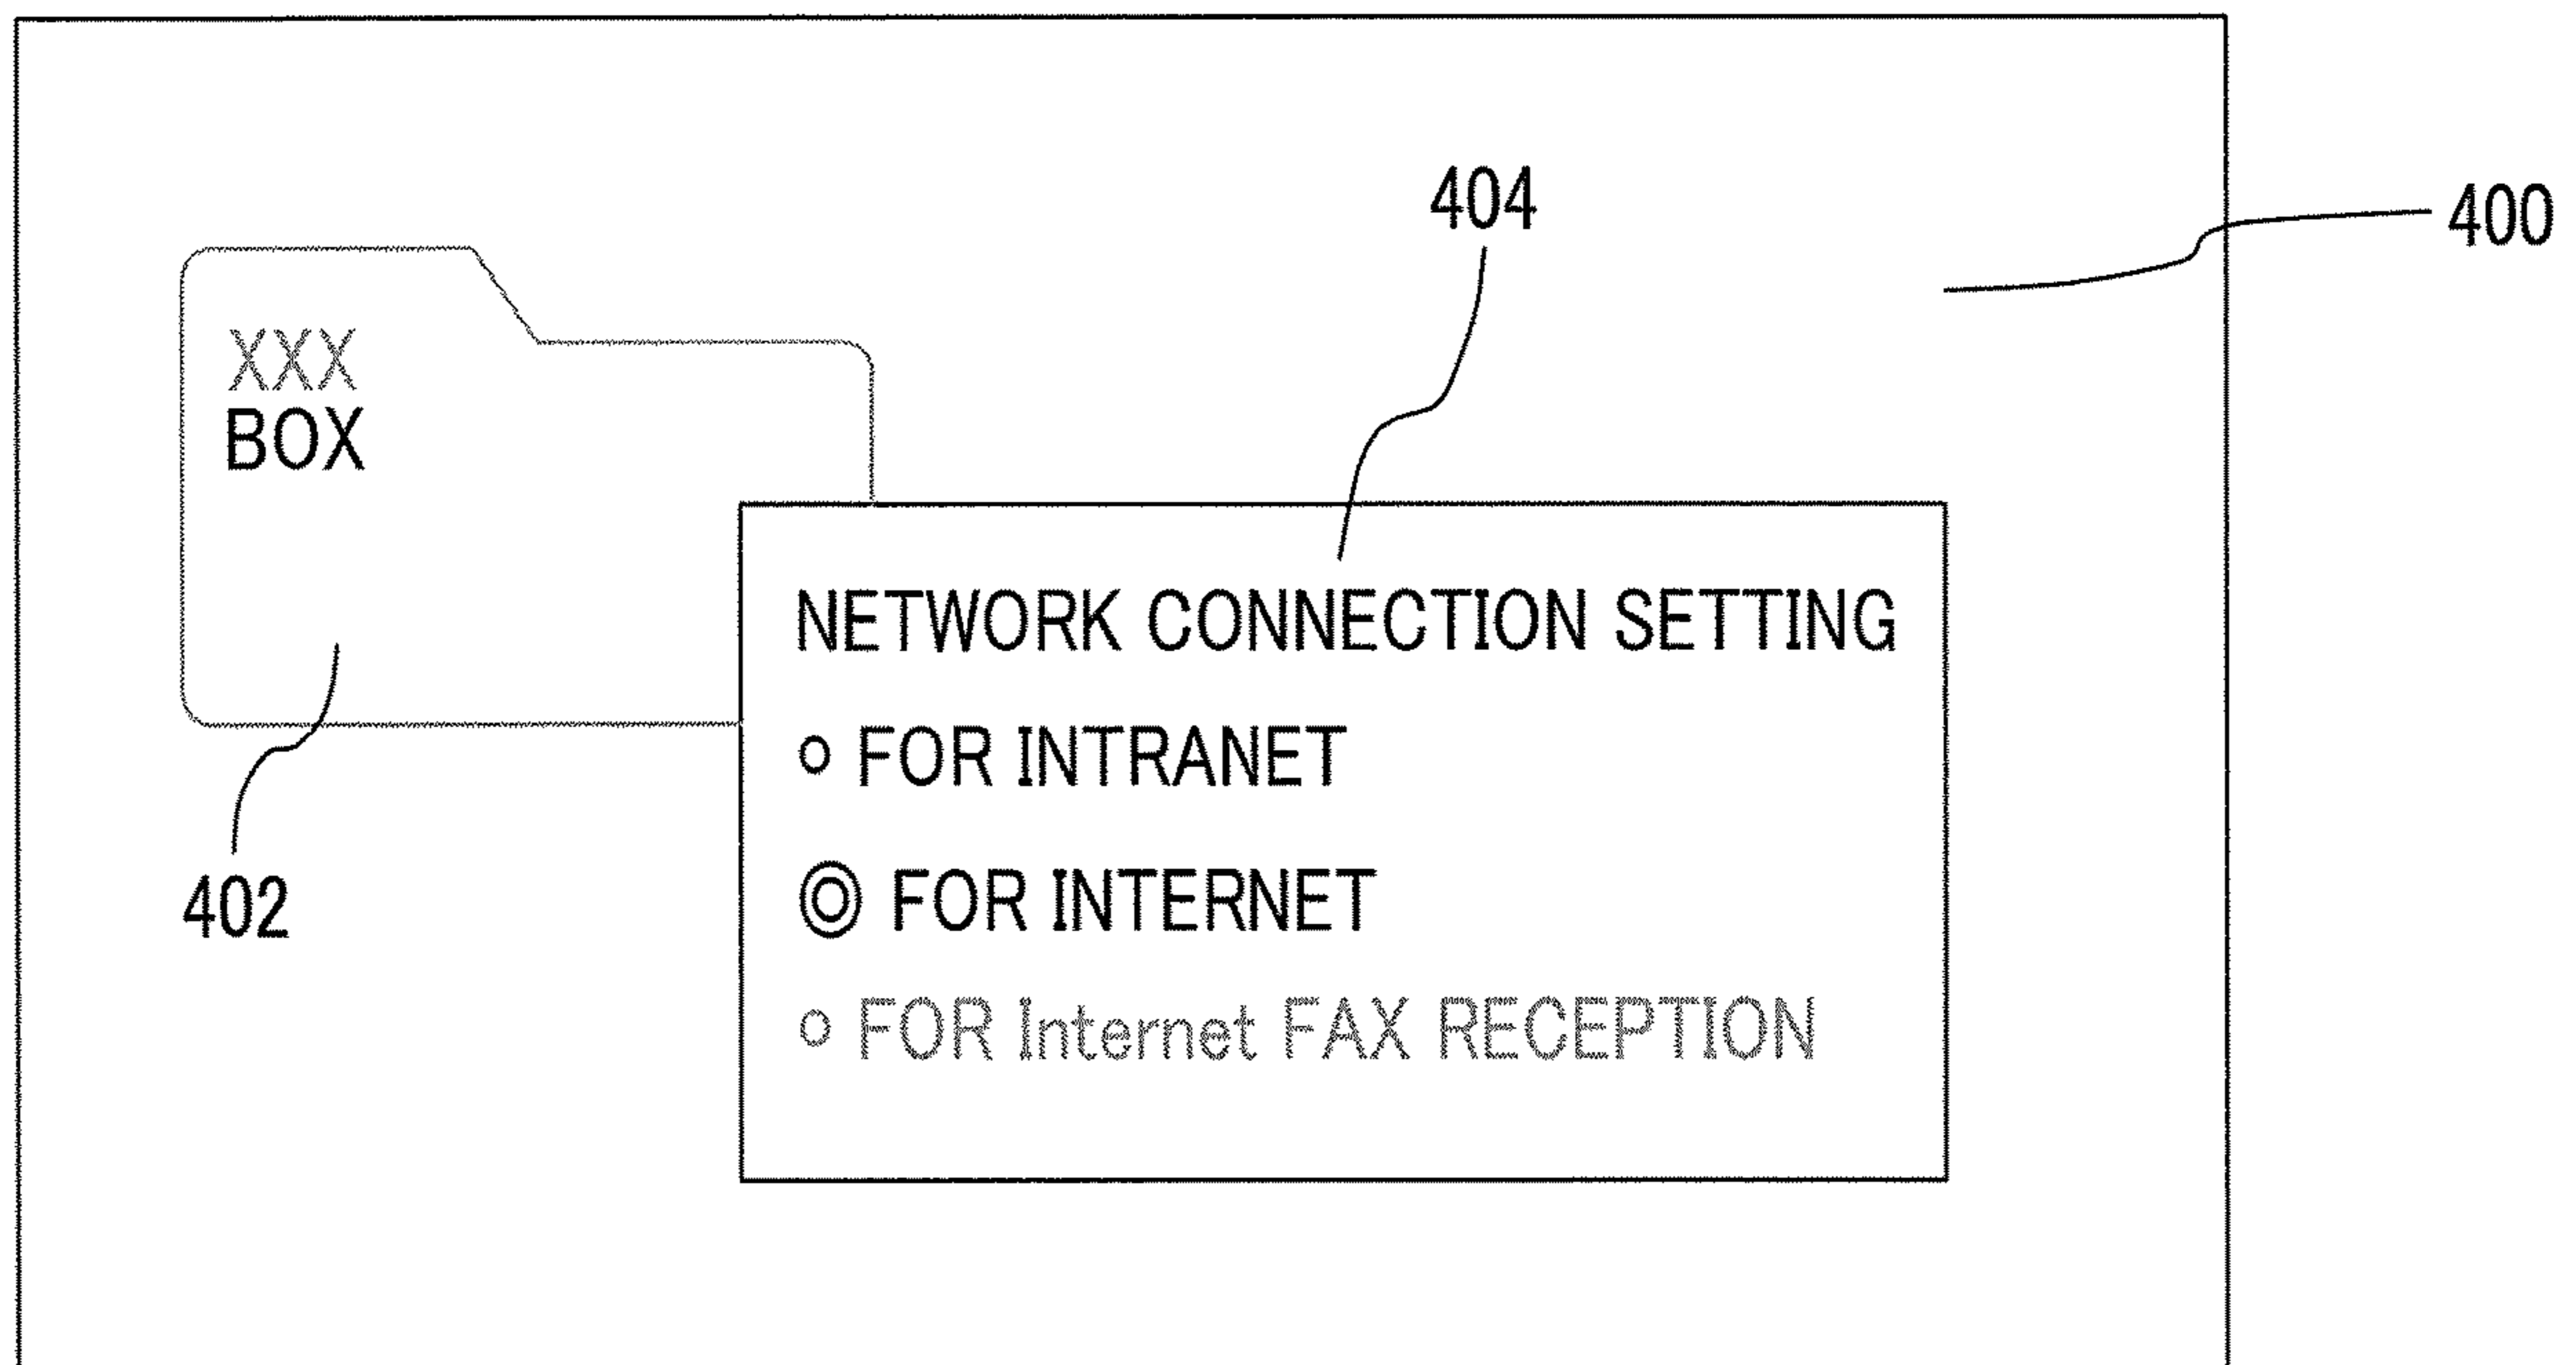 404
400
XXX
BOX
NETWORK CONNECTION SETTING
FOR INTRANET
FOR INTERNET
402
FOR Internet FAX RECEPTION